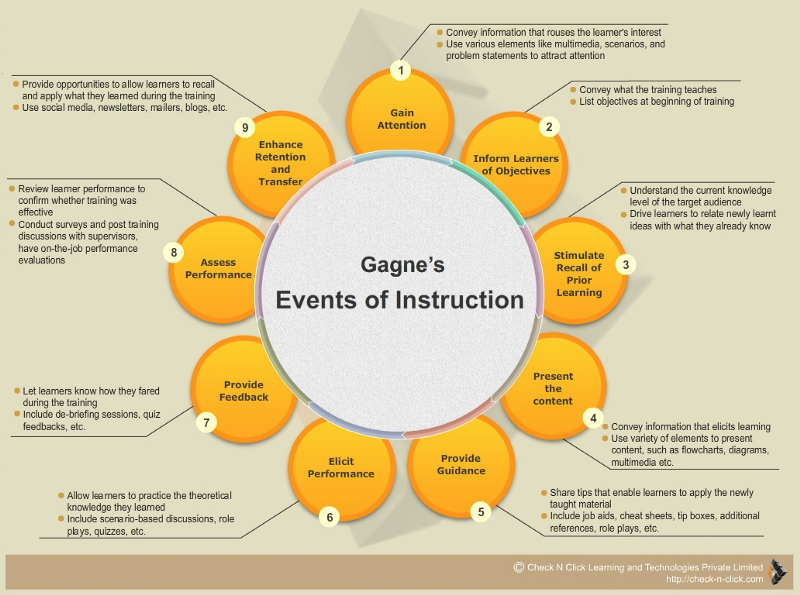 Gagne's
Events of Instruction
1
Gain
Attention
Convey information that rouses the learner's interest
Use various elements like multimedia, scenarios, and
problem statements to attract attention
2
Inform Learners
of Objectives
Convey what the training teaches
List objectives at beginning of training
3
Stimulate
Recall of
Prior
Learning
Understand the current knowledge
level of the target audience
Drive learners to relate newly learnt
ideas with what they already know
4
Present
the
content
Convey information that elicits learning
Use variety of elements to present
content, such as flowcharts, diagrams,
multimedia etc.
5
Provide
Guidance
Share tips that enable learners to apply the newly
taught material
Include job aids, cheat sheets, tip boxes, additional
references, role plays, etc.
6
Elicit
Performance
Allow learners to practice the theoretical
knowledge they learned
Include scenario-based discussions, role
plays, quizzes, etc.
7
Provide
Feedback
Let learners know how they fared
during the training
Include de-briefing sessions, quiz
feedbacks, etc.
8
Assess
Performance
Review learner performance to
confirm whether training was
effective
Conduct surveys and post training
discussions with supervisors,
have on-the-job performance
evaluations
9
Enhance
Retention
and
Transfer
Provide opportunities to allow learners to recall
and apply what they learned during the training
Use social media, newsletters, mailers, blogs, etc.
© Check N Click Learning and Technologies Private Limited
http://check-n-click.com